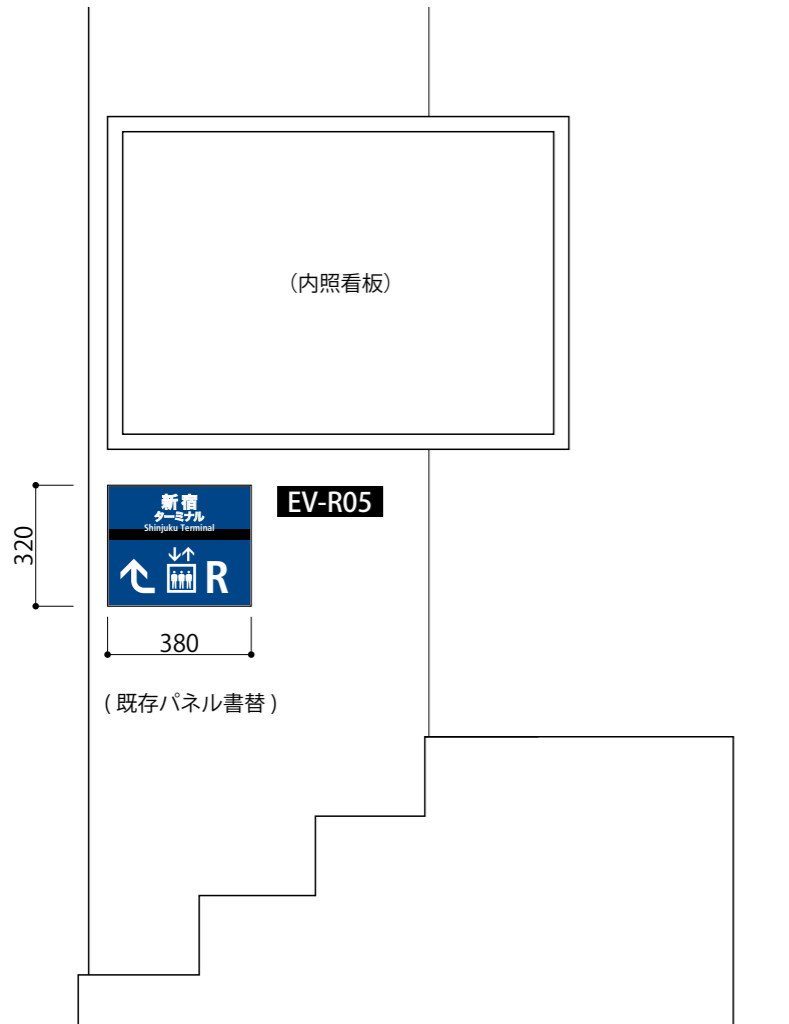 （内照看板）
新宿
ターミナル
Shinjuku Terminal
R
EV-R05
320
380
( 既存パネル書替 )